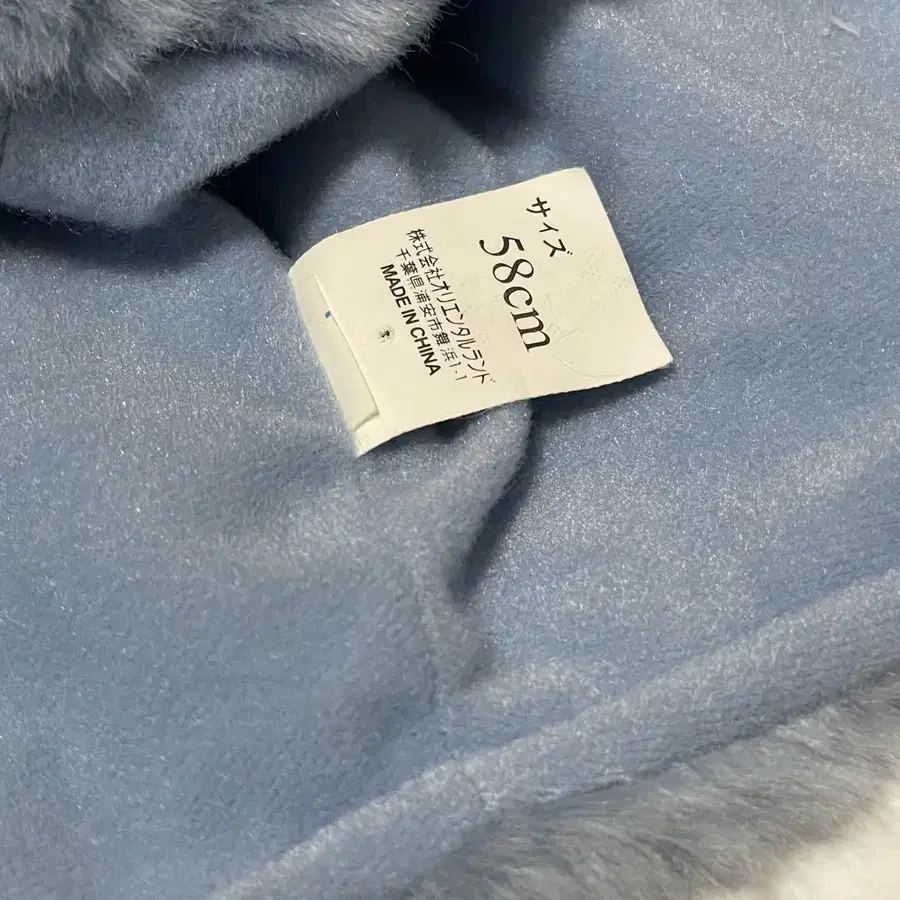 サイズ
58cm
株式会社オリエンタルランド
千葉県浦安市舞浜1-1
MADE IN CHINA